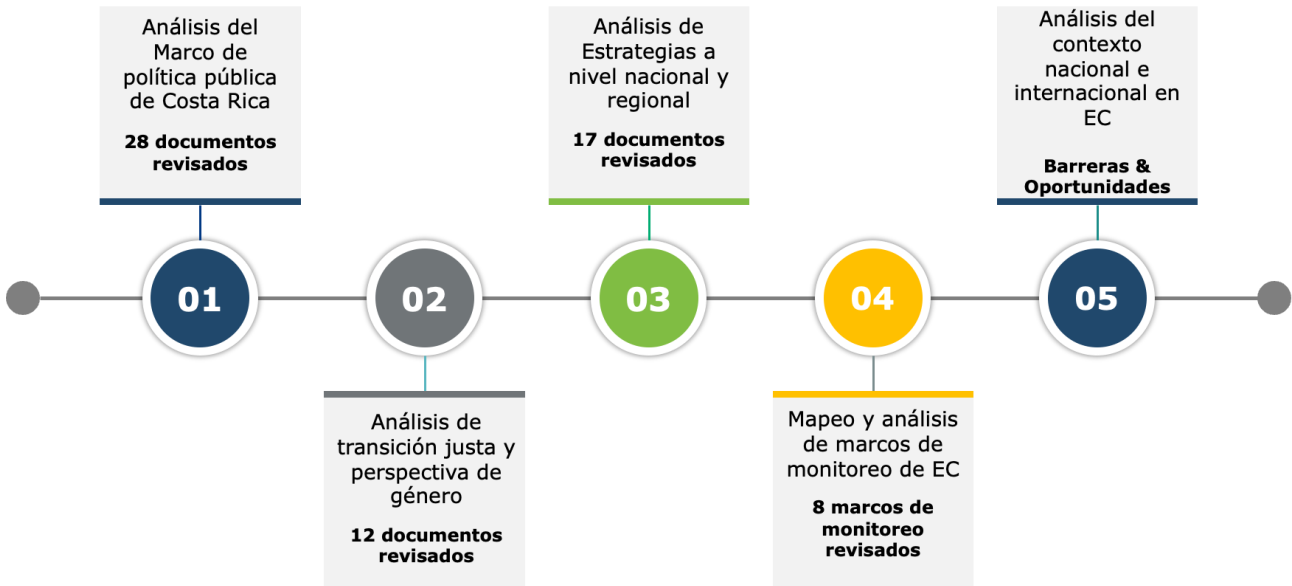 Análisis del
Marco de
política pública
de Costa Rica
28 documentos
revisados
01
02
Análisis de
transición justa y
perspectiva de
género
12 documentos
revisados
Análisis de
Estrategias a
nivel nacional y
regional
17 documentos
revisados
03
04
Mapeo y análisis
de marcos de
monitoreo de EC
8 marcos de
monitoreo
revisados
Análisis del
contexto
nacional e
internacional en
EC
Barreras &
Oportunidades
05